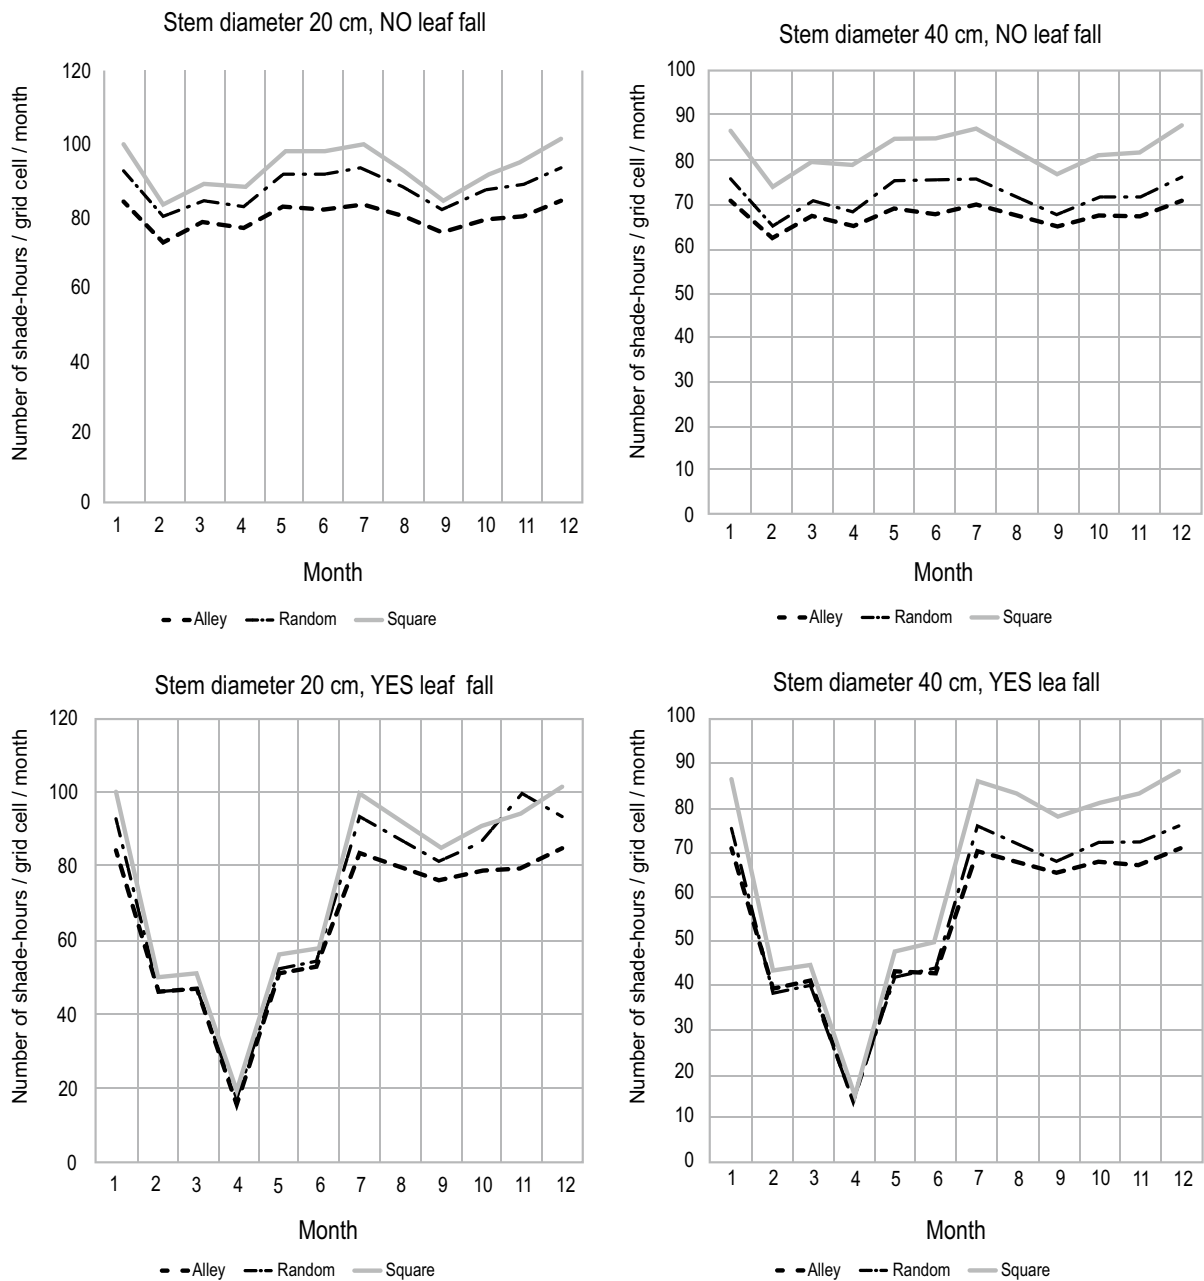 Stem diameter 20 cm, NO leaf fall
Number of shade-hours / grid cell / month
120
100
80
60
40
20
0
1 2 3 4 5 6 7 8 9 10 11 12
Month
Alley Random Square
Stem diameter 40 cm, NO leaf fall
Number of shade-hours / grid cell / month
100
90
80
70
60
50
40
30
20
10
0
1 2 3 4 5 6 7 8 9 10 11 12
Month
Alley Random Square
Stem diameter 20 cm, YES leaf fall
Number of shade-hours / grid cell / month
120
100
80
60
40
20
0
1 2 3 4 5 6 7 8 9 10 11 12
Month
Alley Random Square
Stem diameter 40 cm, YES lea fall
Number of shade-hours / grid cell / month
100
90
80
70
60
50
40
30
20
10
0
1 2 3 4 5 6 7 8 9 10 11 12
Month
Alley Random Square